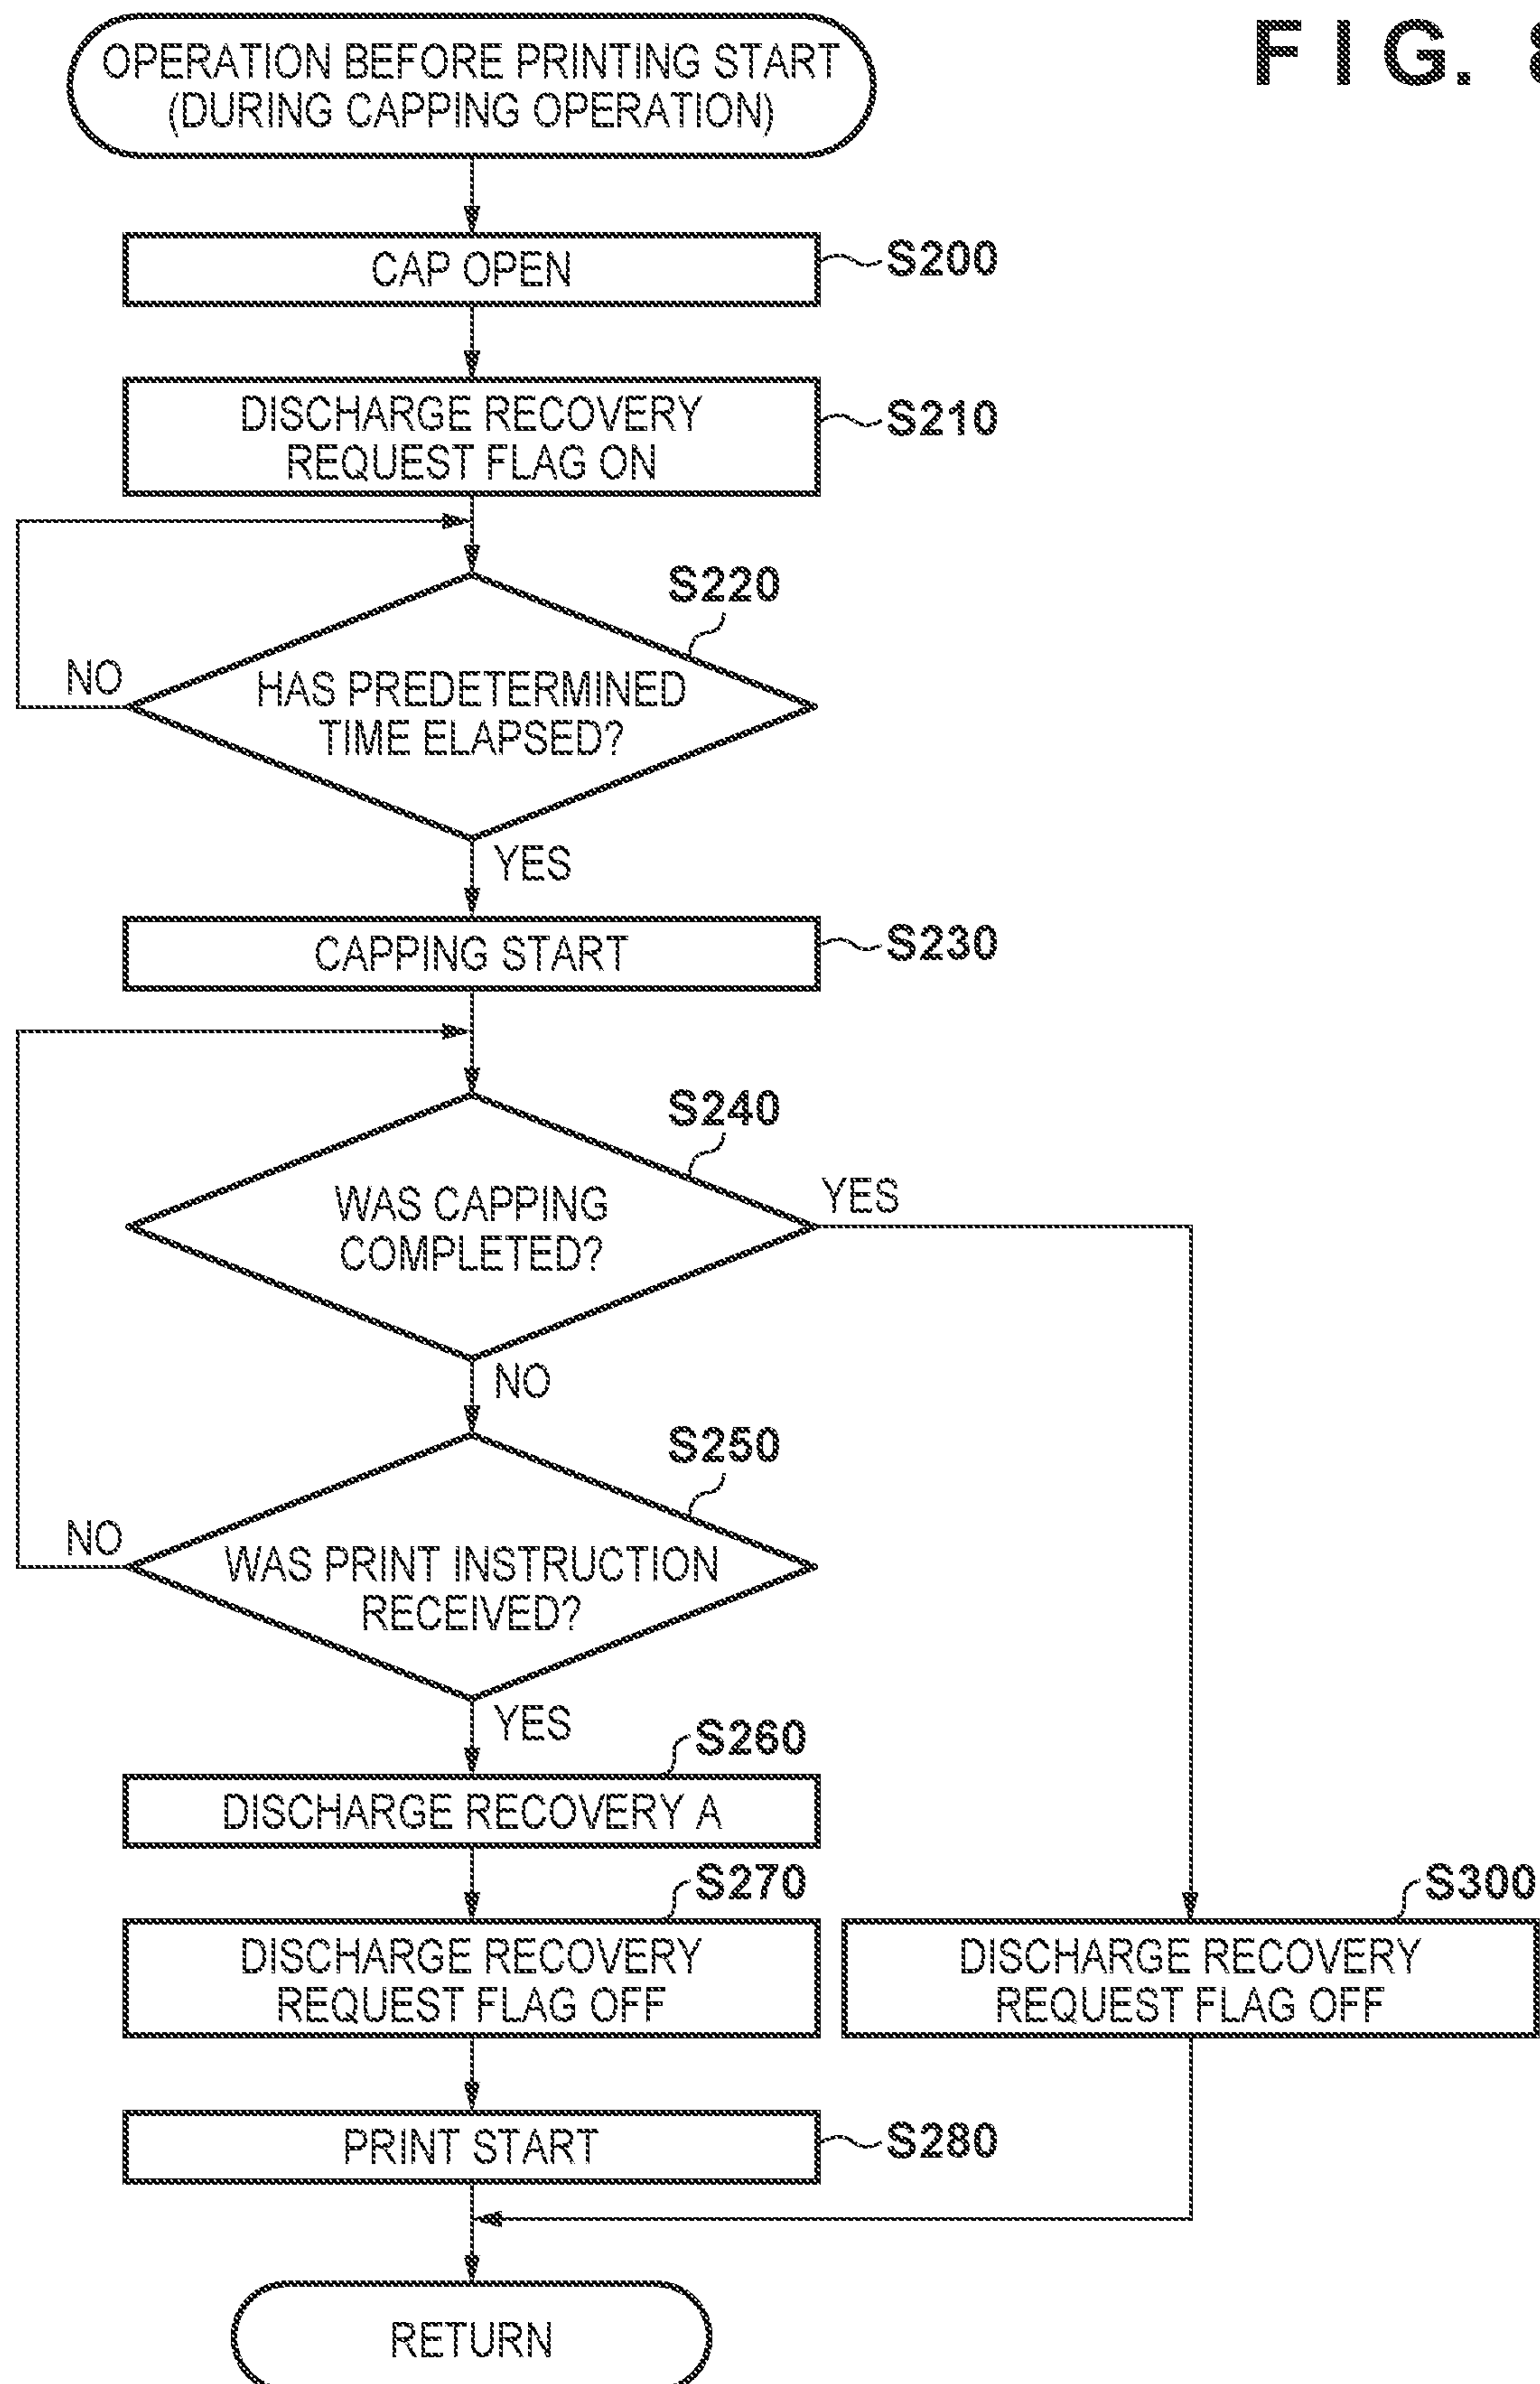 F I G. 8
OPERATION BEFORE PRINTING START
(DURING CAPPING OPERATION)
CAP OPEN
S200
DISCHARGE RECOVERY
REQUEST FLAG ON
S210
S220
NO
HAS PREDETERMINED
TIME ELAPSED?
YES
CAPPING START
S230
S240
WAS CAPPING
COMPLETED?
YES
NO
S250
NO
WAS PRINT INSTRUCTION
RECEIVED?
YES
S260
DISCHARGE RECOVERY A
S270
DISCHARGE RECOVERY
REQUEST FLAG OFF
S300
DISCHARGE RECOVERY
REQUEST FLAG OFF
PRINT START
S280
RETURN